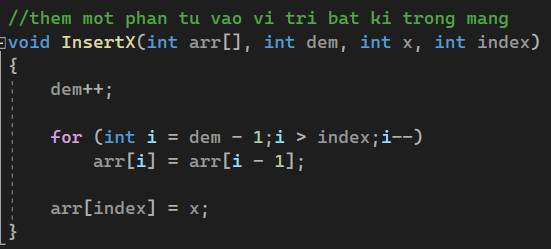 //them mot phan tu vao vi tri bat ki trong mang
void InsertX(int arr[], int dem, int x, int index)
{
    dem++;
    for (int i = dem - 1;i > index;i--)
        arr[i] = arr[i - 1];
    arr[index] = x;
}